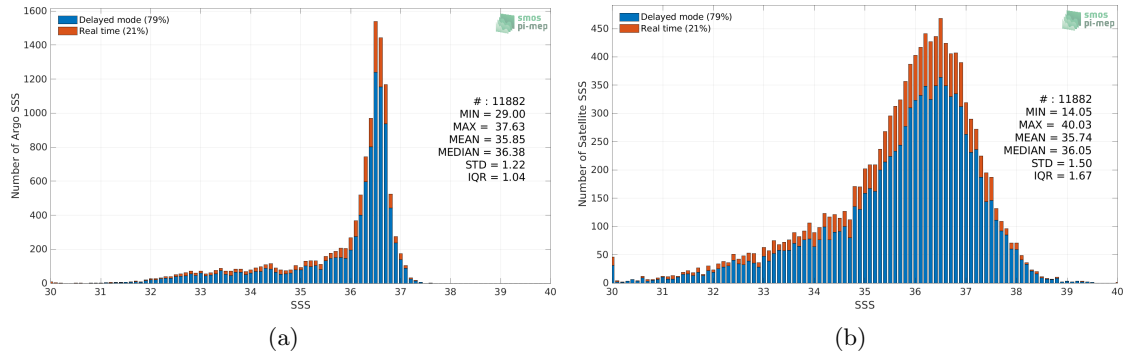 Delayed mode (79%)
Real time (21%)
smos
pi-mep
1600
1400
1200
1000
800
600
400
200
0
Number of Argo SSS
# : 11882
MIN = 29.00
MAX = 37.63
MEAN = 35.85
MEDIAN = 36.38
STD = 1.22
IQR = 1.04
30 31 32 33 34 35 36 37 38 39 40
SSS
(a)
Delayed mode (79%)
Real time (21%)
smos
pi-mep
450
400
350
300
250
200
150
100
50
0
Number of Satellite SSS
# : 11882
MIN = 14.05
MAX = 40.03
MEAN = 35.74
MEDIAN = 36.05
STD = 1.50
IQR = 1.67
30 31 32 33 34 35 36 37 38 39 40
SSS
(b)